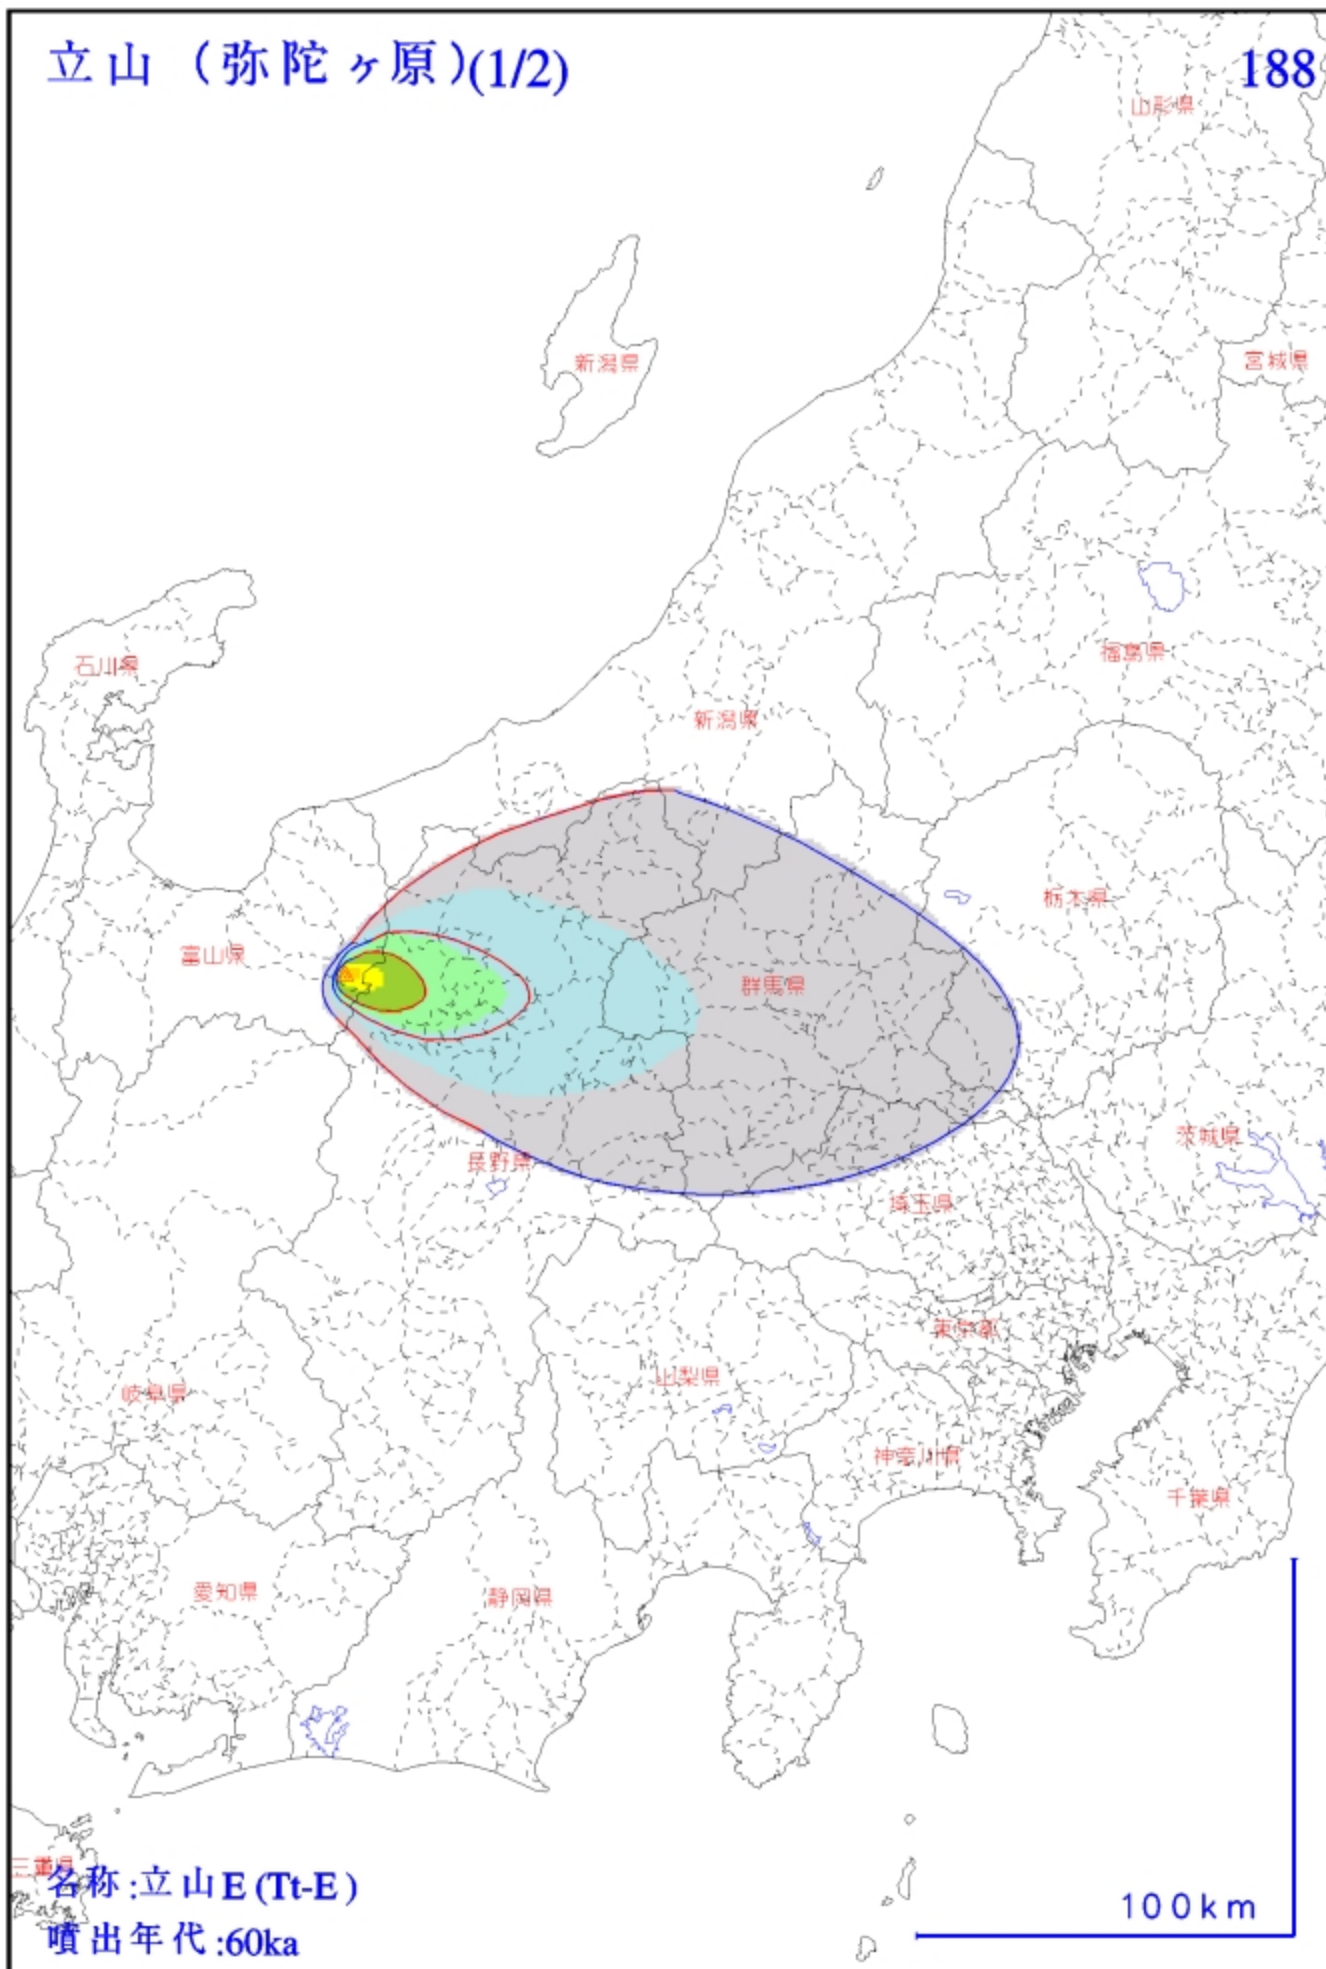 立山（弥陀ヶ原）(1/2)
188
山形県
新潟県
宮城県
石川県
福島県
新潟県
栃木県
富山県
群馬県
茨城県
長野県
埼玉県
東京都
山梨県
岐阜県
神奈川県
千葉県
愛知県
静岡県
三重県
名称:立山E(Tt-E)
100km
噴出年代:60ka